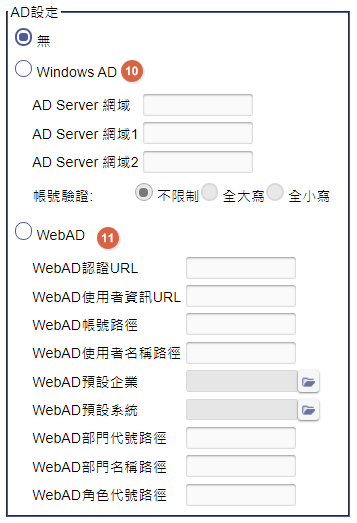 AD設定
無
Windows AD 10
AD Server 網域
AD Server 網域1
AD Server 網域2
帳號驗證: 不限制 全大寫 全小寫
WebAD 11
WebAD認證URL
WebAD使用者資訊URL
WebAD帳號路徑
WebAD使用者名稱路徑
WebAD預設企業
WebAD預設系統
WebAD部門代號路徑
WebAD部門名稱路徑
WebAD角色代號路徑